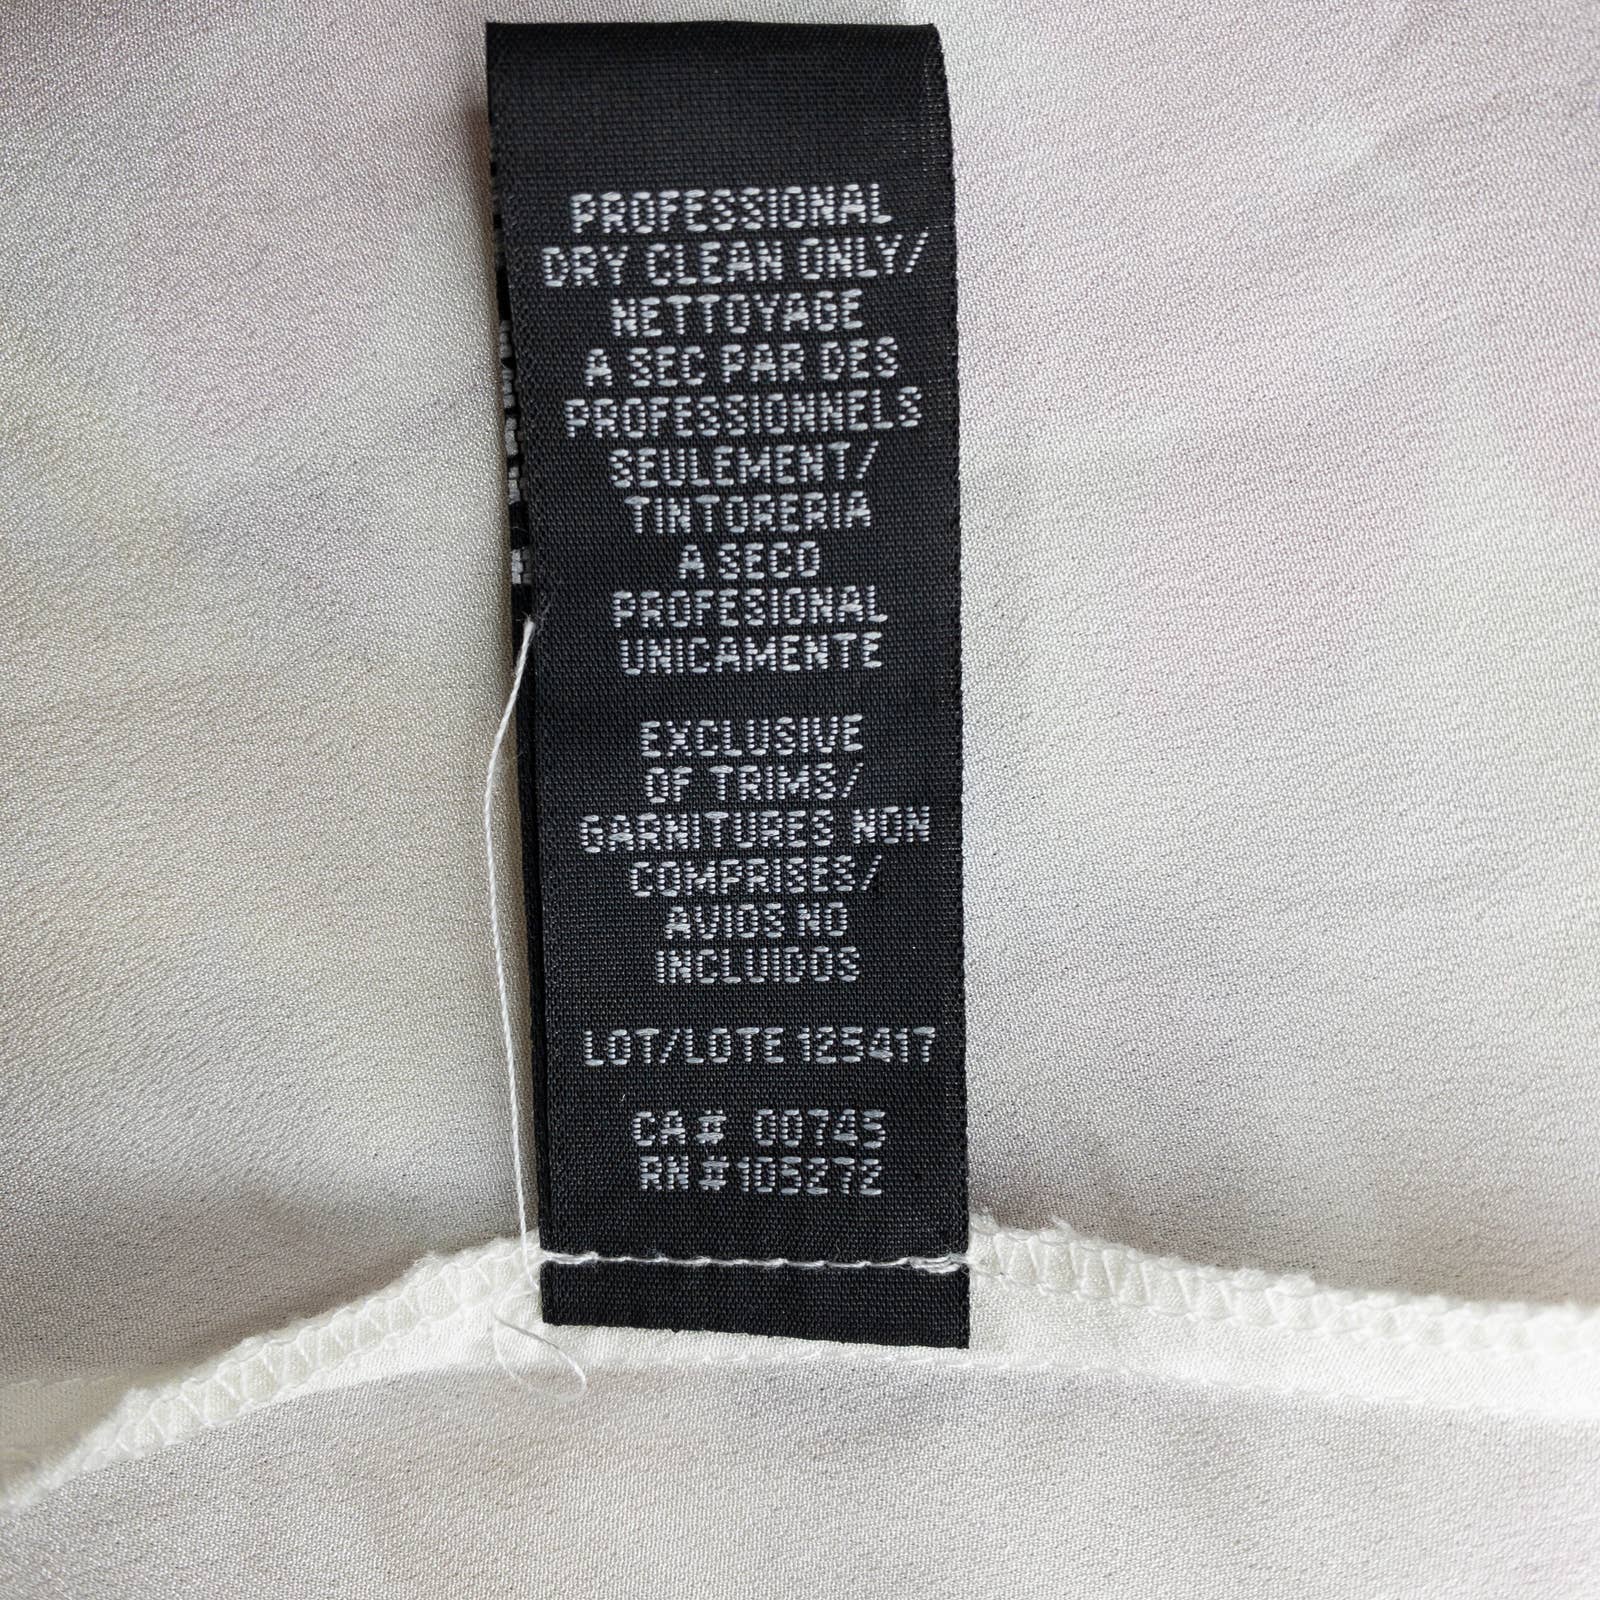 PROFESSIONAL
DRY CLEAN ONLY/
NETTOYAGE
A SEC PAR DES
PROFESSIONNELS
SEULEMENT/
TINTORERIA
A SECO
PROFESIONAL
UNICAMENTE
EXCLUSIVE
OF TRIMS/
GARNITURES NON
COMPRISES/
AVIOS NO
INCLUIDOS
LOT/LOTE 125417
CA# 00745
RN#105272